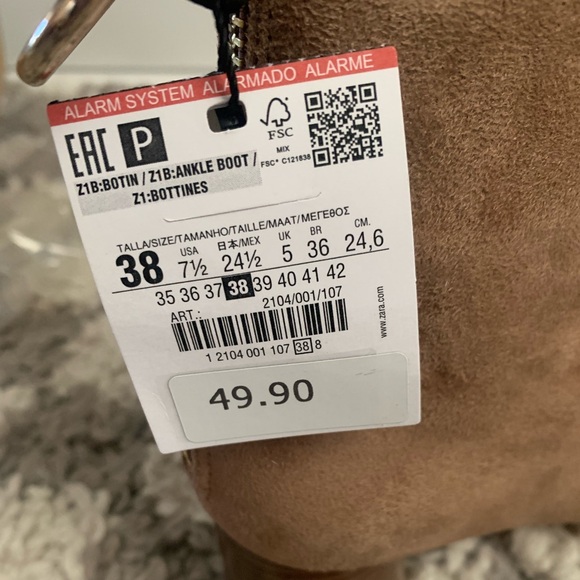 ALARM SYSTEM ALARMADO ALARME
EAC P
FSC
MIX
FSC® C121838
Z1B:BOTIN / Z1B:ANKLE BOOT /
Z1:BOTTINES
TALLA/SIZE/TAMANHO/TAILLE/MAAT/ΜΕΓΕΘΟΣ
USA 日本/MEX UK BR CM.
38 7½ 24½ 5 36 24,6
35 36 37 38 39 40 41 42
2104/001/107
ART.:
1 2104 001 107 38 8
www.zara.com
49.90